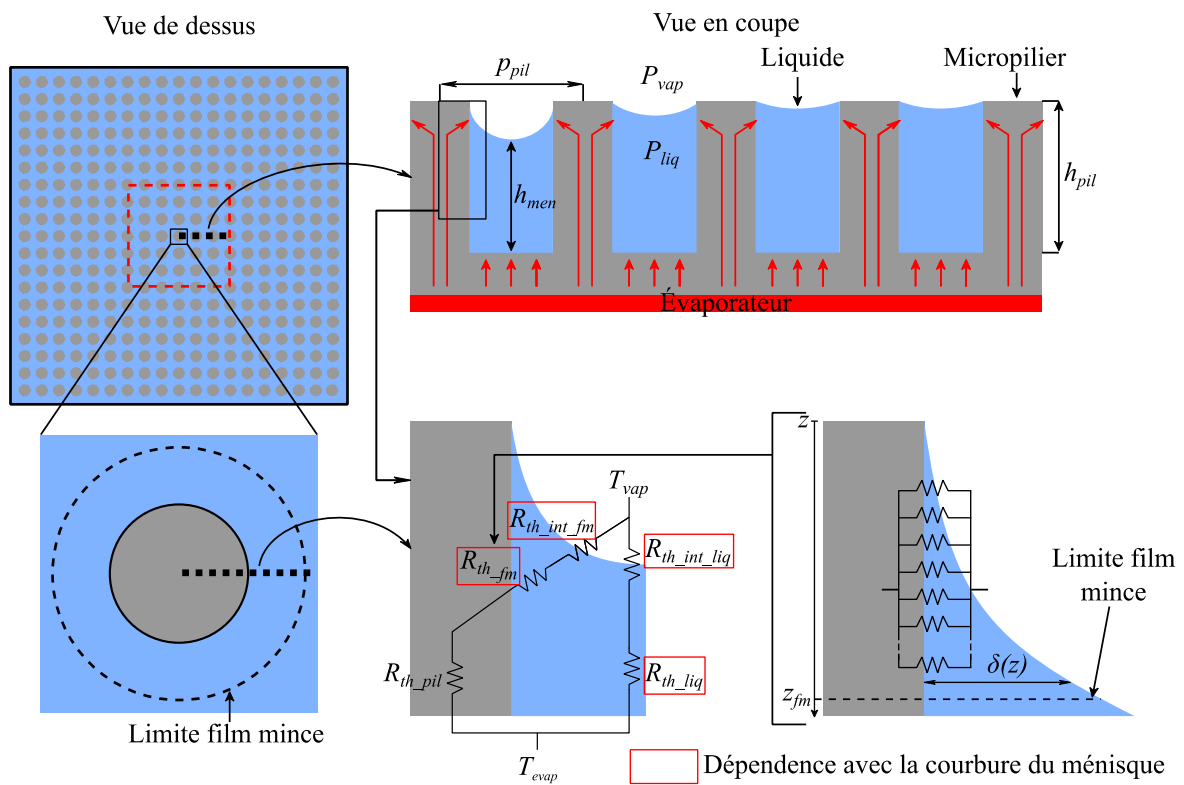 Vue de dessus
Vue en coupe
p_pil
P_vap
Liquide
Micropilier
P_liq
h_men
h_pil
Évaporateur
T_vap
R_th_int_fm
R_th_fm
R_th_int_liq
R_th_pil
R_th_liq
T_evap
z
Limite film
mince
δ(z)
z_fm
Limite film mince
Dépendence avec la courbure du ménisque